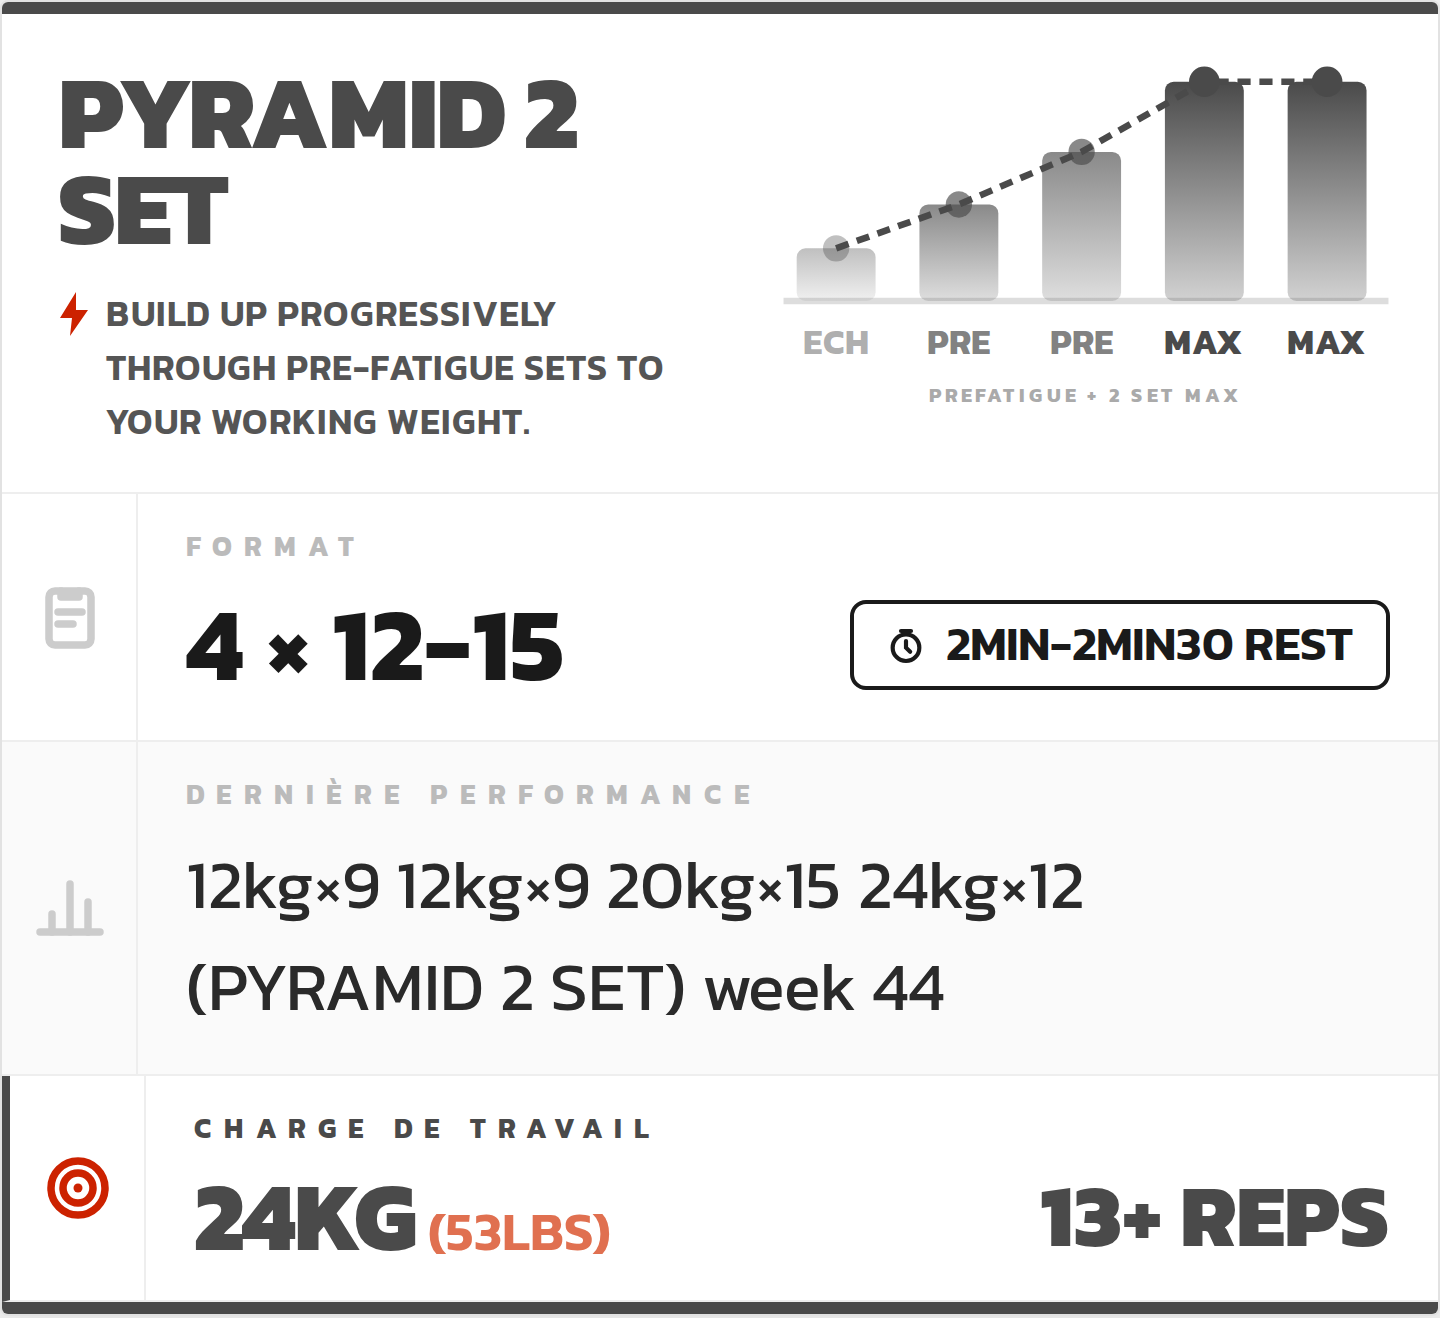 PYRAMID 2
SET
BUILD UP PROGRESSIVELY
THROUGH PRE-FATIGUE SETS TO
YOUR WORKING WEIGHT.
ECH PRE PRE MAX MAX
PREFATIGUE + 2 SET MAX
FORMAT
4 × 12–15
2MIN–2MIN30 REST
DERNIÈRE PERFORMANCE
12kg×9 12kg×9 20kg×15 24kg×12
(PYRAMID 2 SET) week 44
CHARGE DE TRAVAIL
24KG (53LBS)
13+ REPS